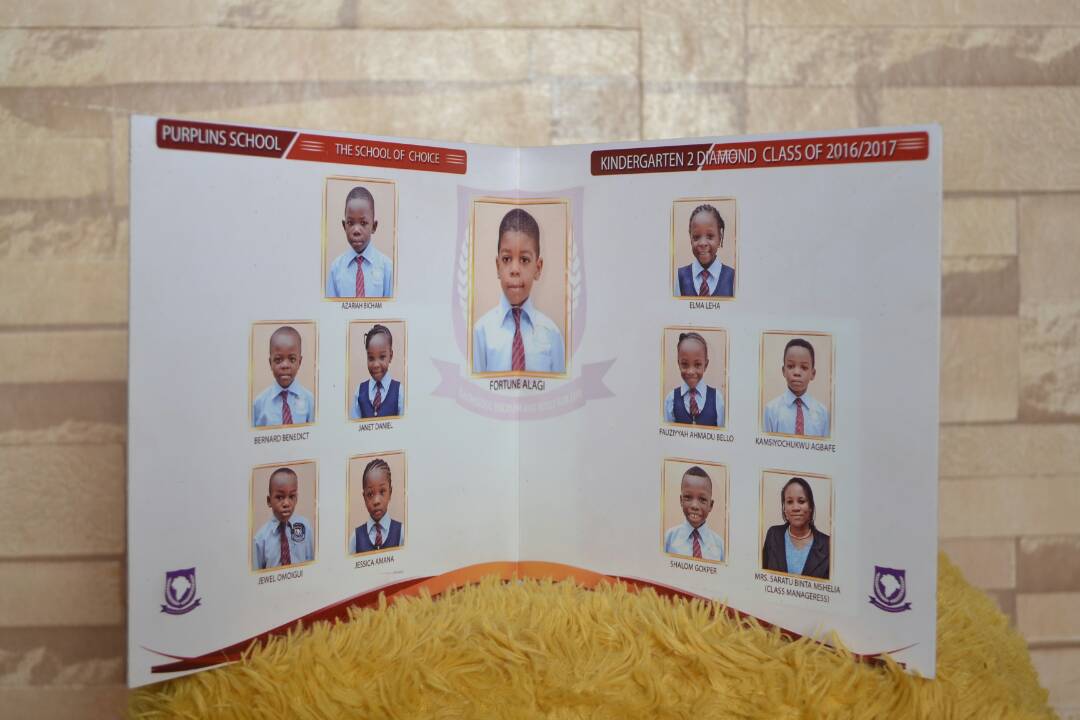 PURPLINS SCHOOL
THE SCHOOL OF CHOICE
KINDERGARTEN 2 DIAMOND CLASS OF 2016/2017
AZARIAH BICHAM
FORTUNE ALAGI
ELMA LEHA
BERNARD BENEDICT
JANET DANIEL
FAUZIYYAH AHMADU BELLO
KAMSIYOCHUKWU AGBAFE
JEWEL OMOIGUI
JESSICA AMANA
SHALOM GOKPER
MRS. SARATU BINTA MSHELIA
(CLASS MANAGERESS)